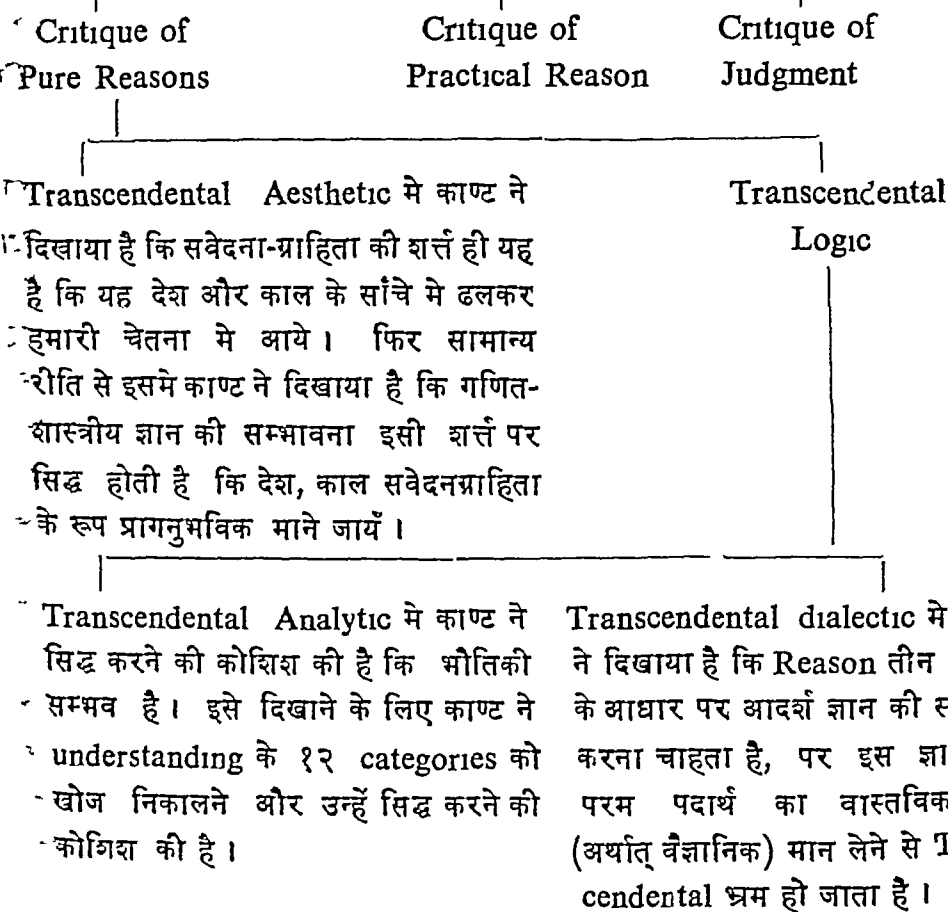 Critique of
Pure Reasons
Critique of
Practical Reason
Critique of
Judgment
Transcendental Aesthetic मे काण्ट ने
दिखाया है कि सवेदना-ग्राहिता की शर्त्त ही यह
है कि यह देश और काल के साँचे मे ढलकर
हमारी चेतना मे आये। फिर सामान्य
रीति से इसमे काण्ट ने दिखाया है कि गणित-
शास्त्रीय ज्ञान की सम्भावना इसी शर्त्त पर
सिद्ध होती है कि देश, काल सवेदनग्राहिता
के रूप प्रागनुभविक माने जायँ।
Transcendental
Logic
Transcendental Analytic मे काण्ट ने
सिद्ध करने की कोशिश की है कि भौतिकी
सम्भव है। इसे दिखाने के लिए काण्ट ने
understanding के १२ categories को
खोज निकालने और उन्हें सिद्ध करने की
कोशिश की है।
Transcendental dialectic मे
ने दिखाया है कि Reason तीन
के आधार पर आदर्श ज्ञान की
करना चाहता है, पर इस
परम पदार्थ का वास्तविक
(अर्थात् वैज्ञानिक) मान लेने से
cendental भ्रम हो जाता है।